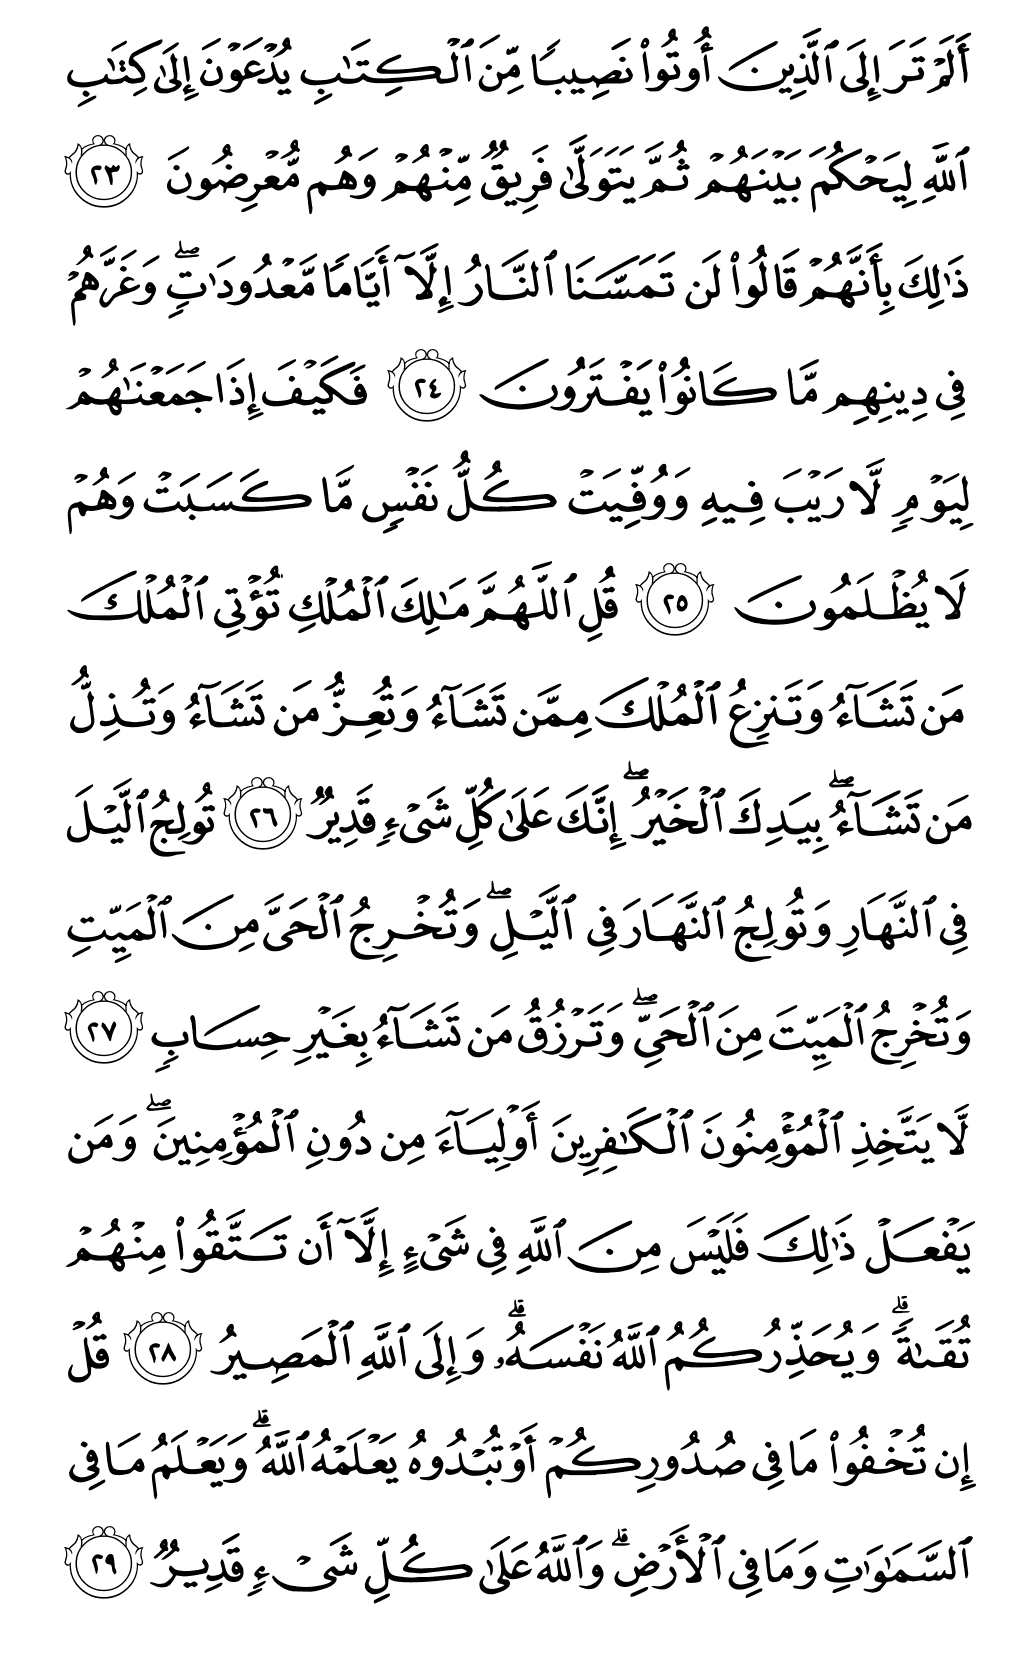 أَلَمۡ تَرَ إِلَى ٱلَّذِينَ أُوتُواْ نَصِيبٗا مِّنَ ٱلۡكِتَٰبِ يُدۡعَوۡنَ إِلَىٰ كِتَٰبِ
ٱللَّهِ لِيَحۡكُمَ بَيۡنَهُمۡ ثُمَّ يَتَوَلَّىٰ فَرِيقٞ مِّنۡهُمۡ وَهُم مُّعۡرِضُونَ ٢٣
ذَٰلِكَ بِأَنَّهُمۡ قَالُواْ لَن تَمَسَّنَا ٱلنَّارُ إِلَّآ أَيَّامٗا مَّعۡدُودَٰتٖۖ وَغَرَّهُمۡ
فِي دِينِهِم مَّا كَانُواْ يَفۡتَرُونَ ٢٤ فَكَيۡفَ إِذَا جَمَعۡنَٰهُمۡ
لِيَوۡمٖ لَّا رَيۡبَ فِيهِ وَوُفِّيَتۡ كُلُّ نَفۡسٖ مَّا كَسَبَتۡ وَهُمۡ
لَا يُظۡلَمُونَ ٢٥ قُلِ ٱللَّهُمَّ مَٰلِكَ ٱلۡمُلۡكِ تُؤۡتِي ٱلۡمُلۡكَ
مَن تَشَآءُ وَتَنزِعُ ٱلۡمُلۡكَ مِمَّن تَشَآءُ وَتُعِزُّ مَن تَشَآءُ وَتُذِلُّ
مَن تَشَآءُۖ بِيَدِكَ ٱلۡخَيۡرُۖ إِنَّكَ عَلَىٰ كُلِّ شَيۡءٖ قَدِيرٞ ٢٦ تُولِجُ ٱلَّيۡلَ
فِي ٱلنَّهَارِ وَتُولِجُ ٱلنَّهَارَ فِي ٱلَّيۡلِۖ وَتُخۡرِجُ ٱلۡحَيَّ مِنَ ٱلۡمَيِّتِ
وَتُخۡرِجُ ٱلۡمَيِّتَ مِنَ ٱلۡحَيِّۖ وَتَرۡزُقُ مَن تَشَآءُ بِغَيۡرِ حِسَابٖ ٢٧
لَّا يَتَّخِذِ ٱلۡمُؤۡمِنُونَ ٱلۡكَٰفِرِينَ أَوۡلِيَآءَ مِن دُونِ ٱلۡمُؤۡمِنِينَۖ وَمَن
يَفۡعَلۡ ذَٰلِكَ فَلَيۡسَ مِنَ ٱللَّهِ فِي شَيۡءٍ إِلَّآ أَن تَتَّقُواْ مِنۡهُمۡ
تُقَىٰةٗۗ وَيُحَذِّرُكُمُ ٱللَّهُ نَفۡسَهُۥۗ وَإِلَى ٱللَّهِ ٱلۡمَصِيرُ ٢٨ قُلۡ
إِن تُخۡفُواْ مَا فِي صُدُورِكُمۡ أَوۡ تُبۡدُوهُ يَعۡلَمۡهُ ٱللَّهُۗ وَيَعۡلَمُ مَا فِي
ٱلسَّمَٰوَٰتِ وَمَا فِي ٱلۡأَرۡضِۗ وَٱللَّهُ عَلَىٰ كُلِّ شَيۡءٖ قَدِيرٞ ٢٩